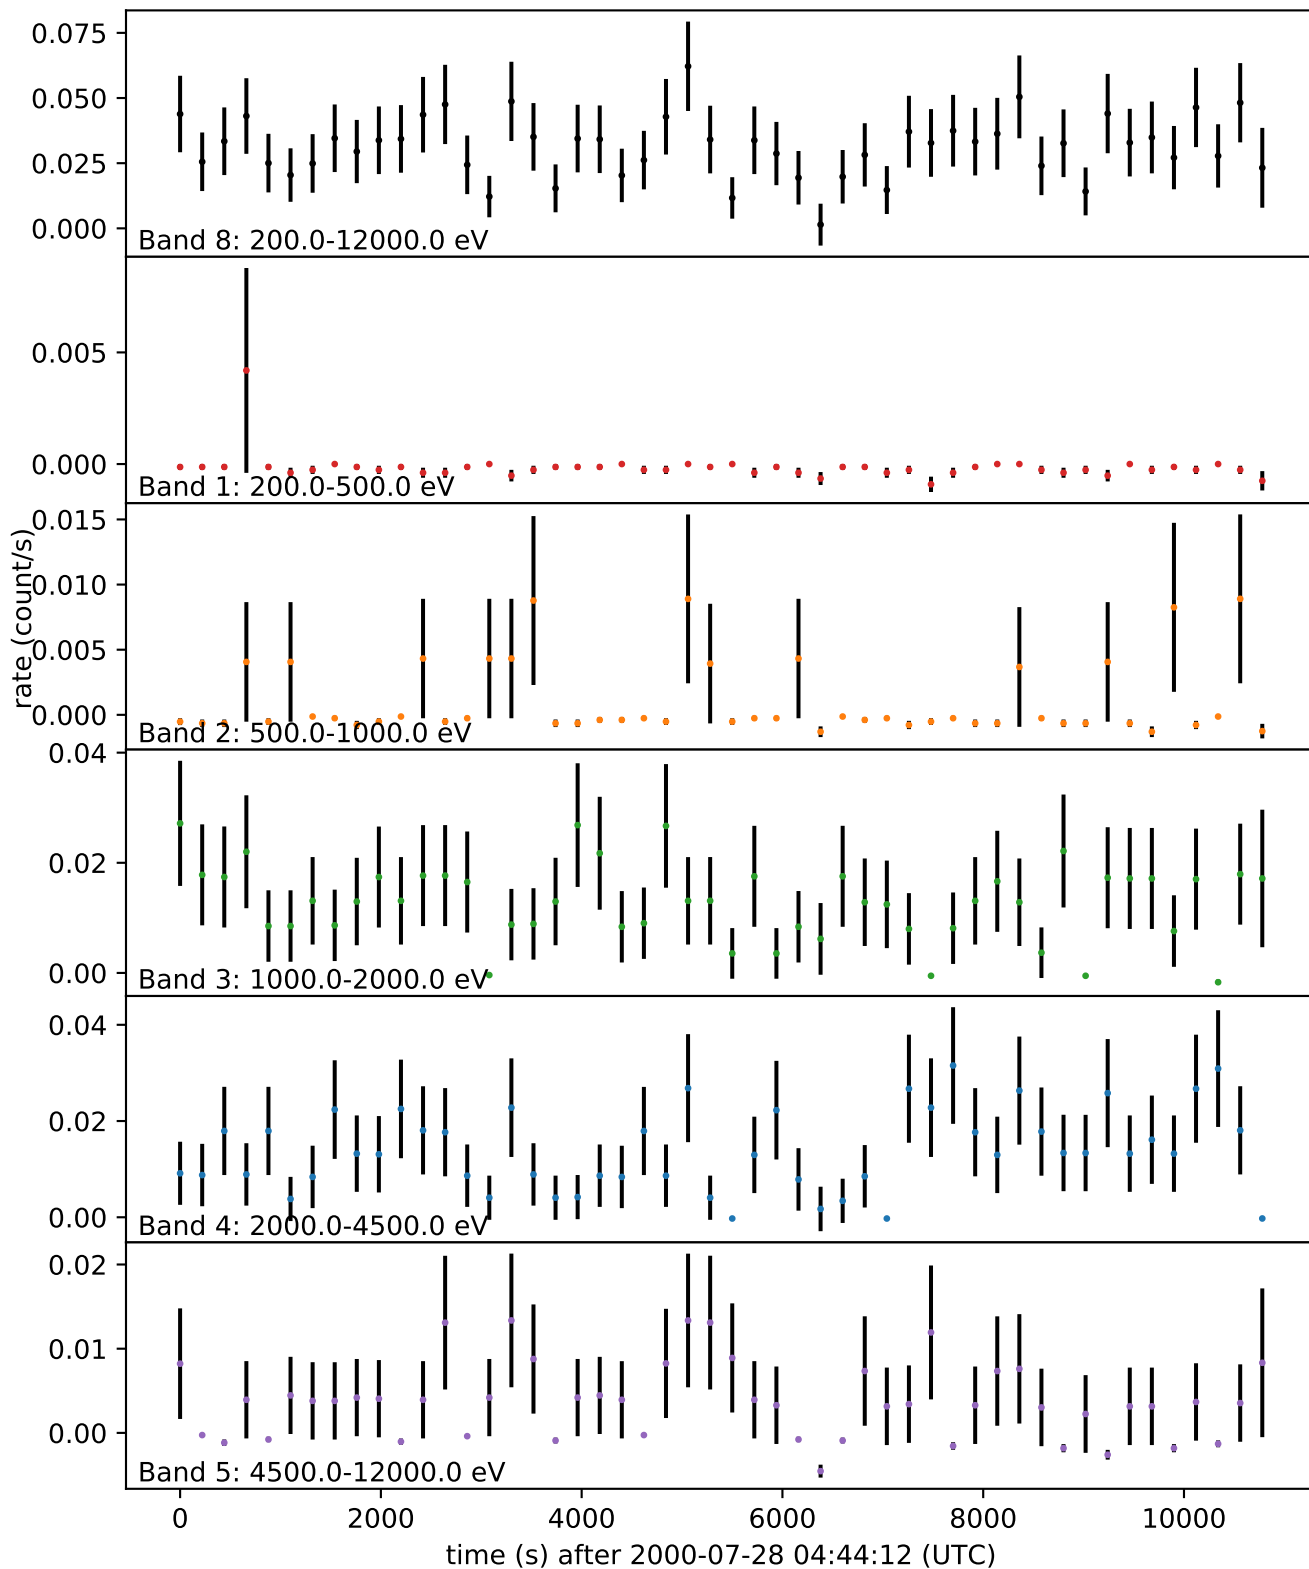 0.075
0.050
0.025
0.000
Band 8: 200.0-12000.0 eV
0.005
0.000
Band 1: 200.0-500.0 eV
rate (count/s)
0.015
0.010
0.005
0.000
Band 2: 500.0-1000.0 eV
0.04
0.02
0.00
Band 3: 1000.0-2000.0 eV
0.04
0.02
0.00
Band 4: 2000.0-4500.0 eV
0.02
0.01
0.00
Band 5: 4500.0-12000.0 eV
0 2000 4000 6000 8000 10000
time (s) after 2000-07-28 04:44:12 (UTC)